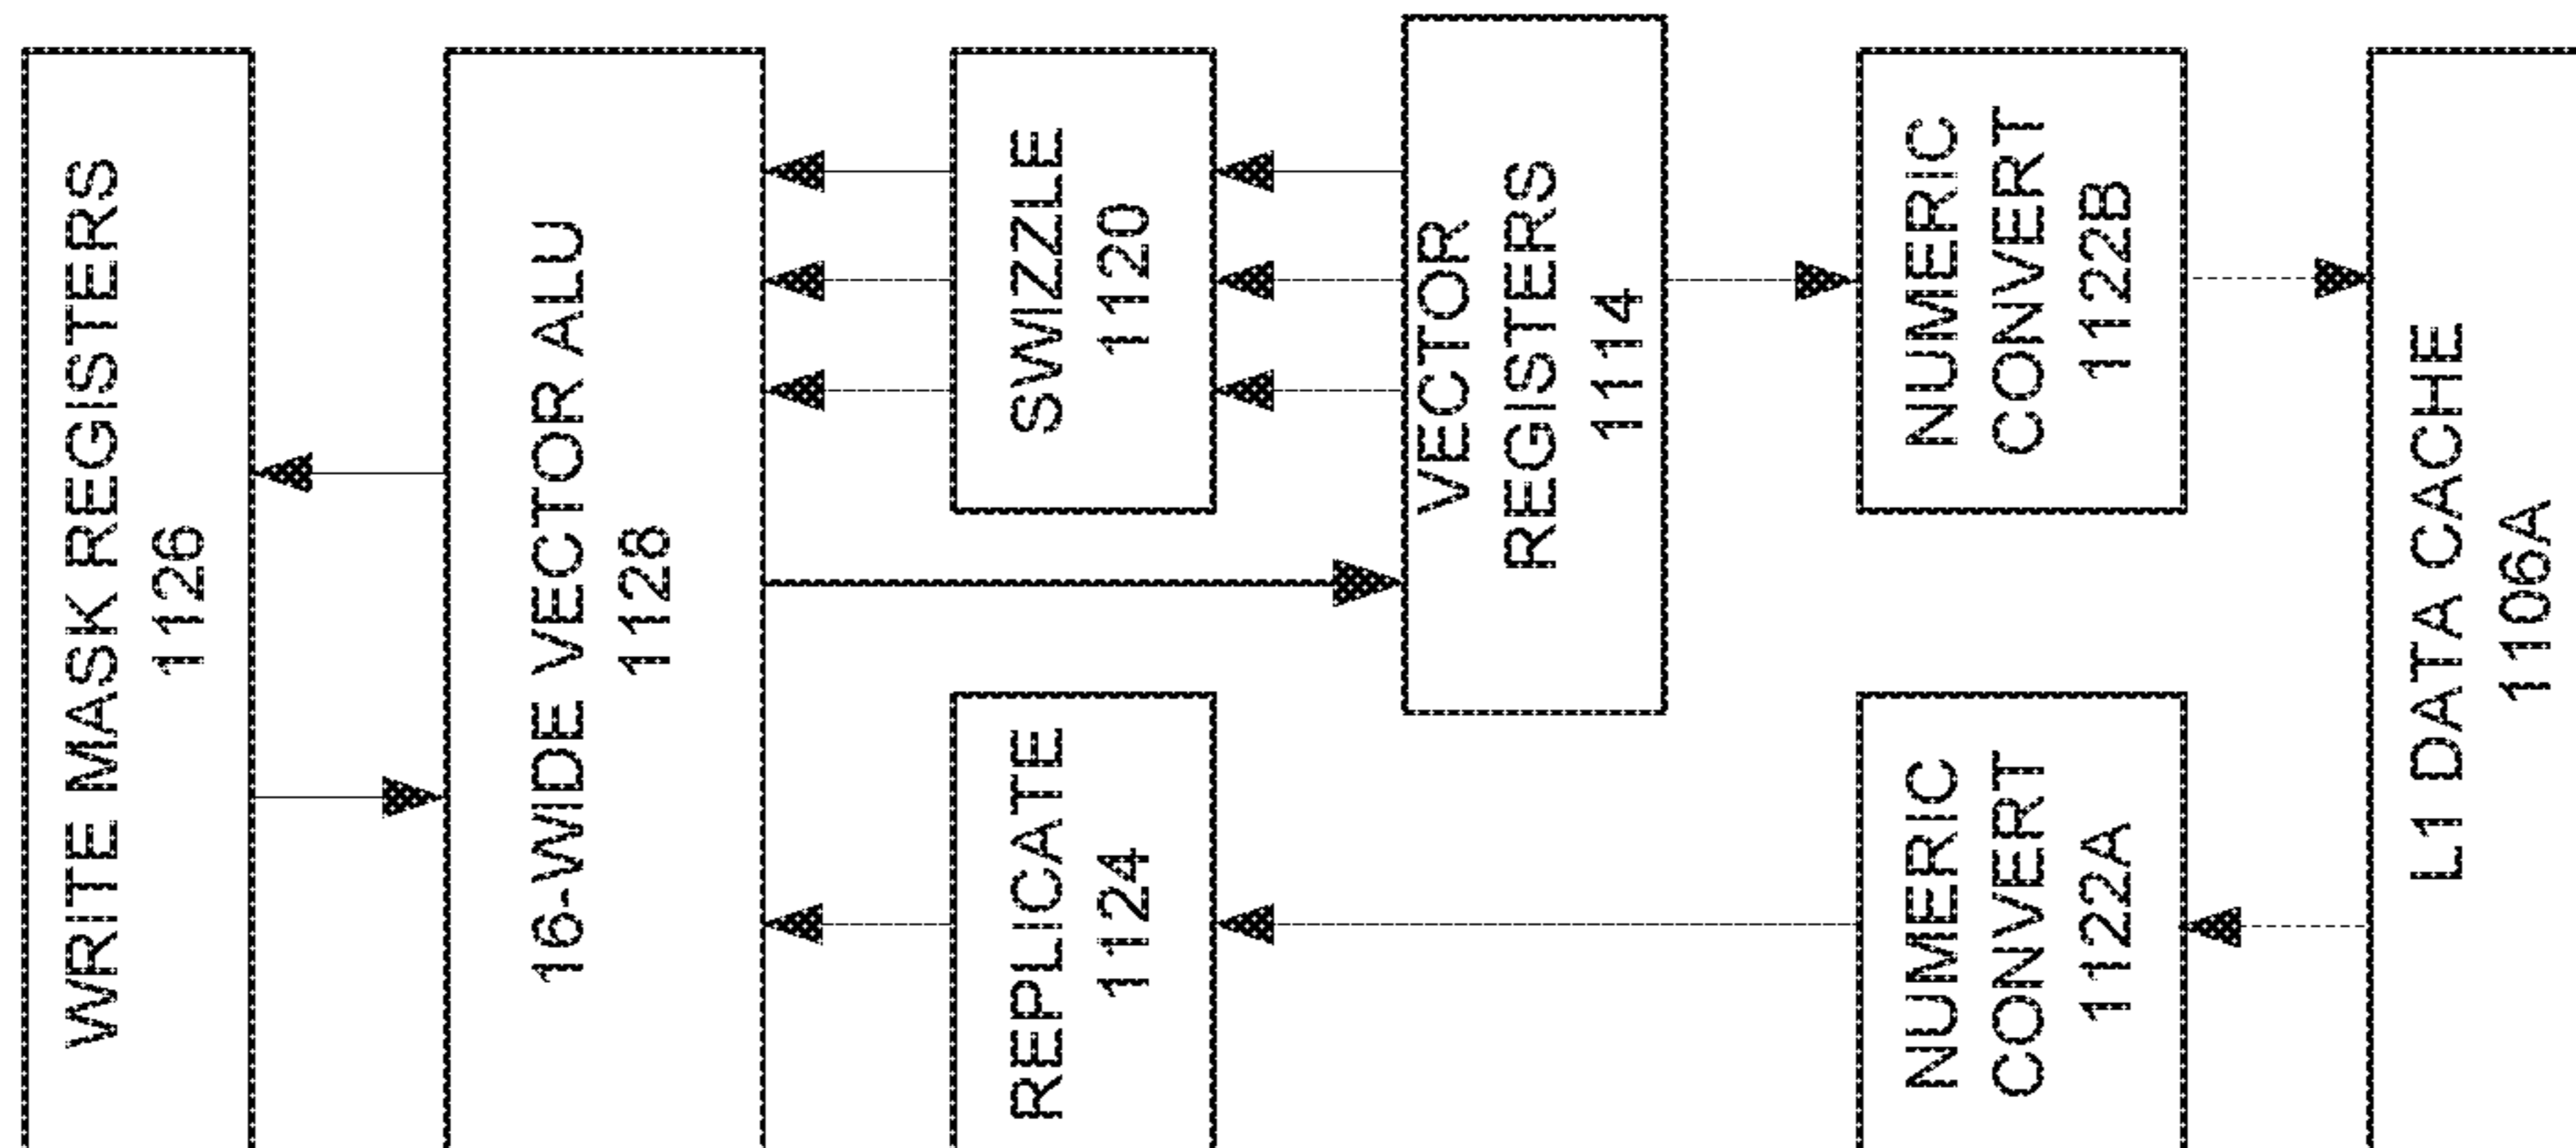 WRITE MASK REGISTERS
1126
16-WIDE VECTOR ALU
1128
REPLICATE
1124
SWIZZLE
1120
VECTOR
REGISTERS
1114
NUMERIC
CONVERT
1122A
NUMERIC
CONVERT
1122B
L1 DATA CACHE
1106A